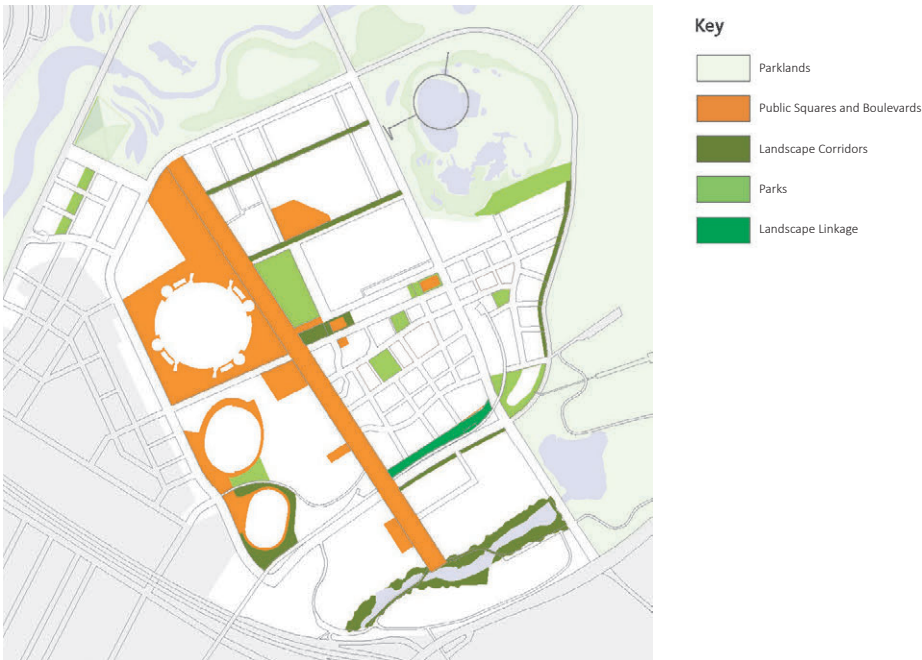 Key
Parklands
Public Squares and Boulevards
Landscape Corridors
Parks
Landscape Linkage